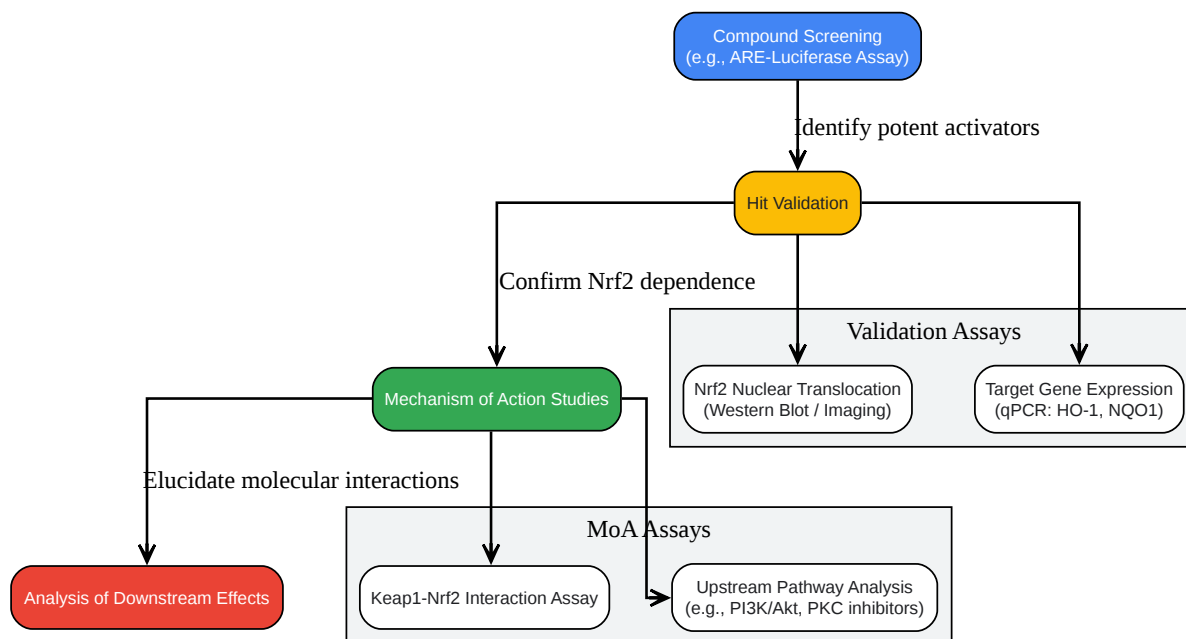 Compound Screening
(e.g., ARE-Luciferase Assay)
Identify potent activators
Hit Validation
Confirm Nrf2 dependence
Validation Assays
Nrf2 Nuclear Translocation
(Western Blot / Imaging)
Target Gene Expression
(qPCR: HO-1, NQO1)
Mechanism of Action Studies
Elucidate molecular interactions
MoA Assays
Analysis of Downstream Effects
Keap1-Nrf2 Interaction Assay
Upstream Pathway Analysis
(e.g., PI3K/Akt, PKC inhibitors)